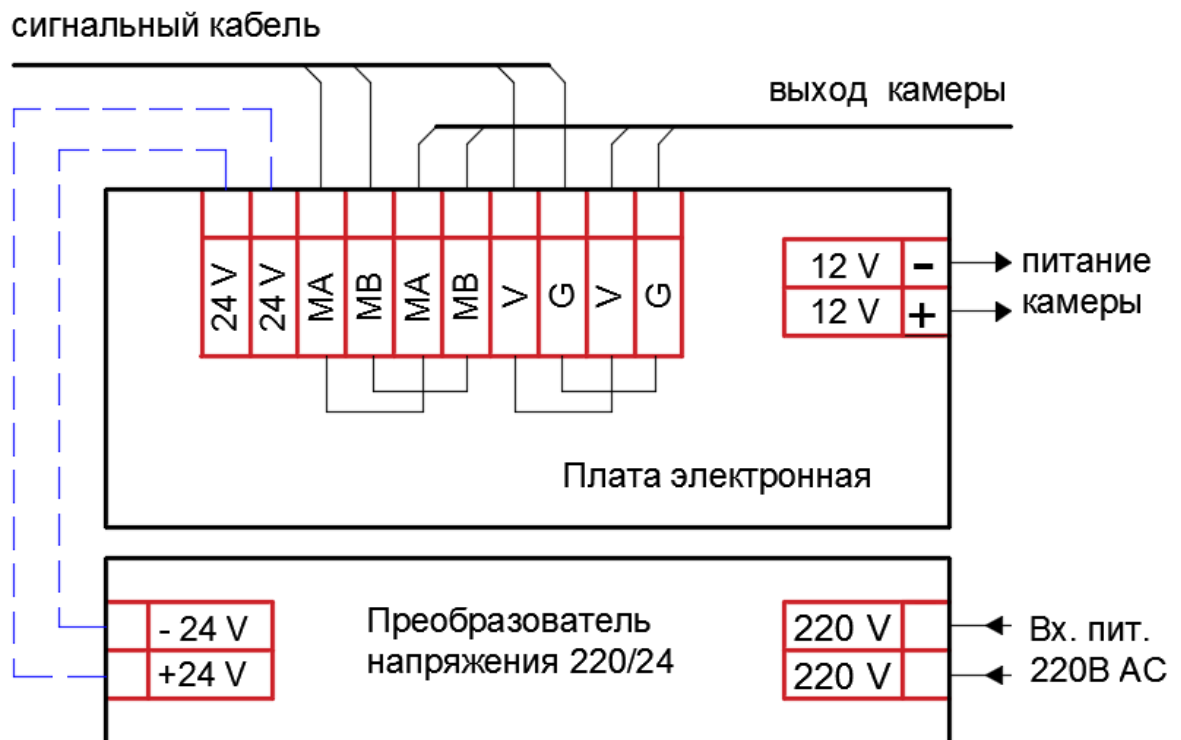 сигнальный кабель
выход камеры
24 V
24 V
MA
MB
MA
MB
V
G
V
G
12 V -
12 V +
питание
камеры
Плата электронная
- 24 V
+24 V
Преобразователь
напряжения 220/24
220 V
220 V
Вх. пит.
220В АС